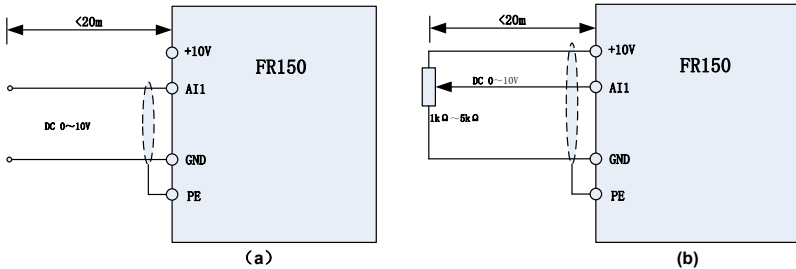 <20m
+10V
FR150
AI1
DC 0～10V
GND
PE
(a)
<20m
+10V
FR150
DC 0～10V
AI1
1kΩ～5kΩ
GND
PE
(b)